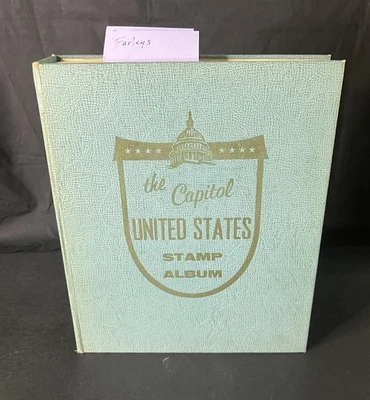 Farleys
the Capitol
UNITED STATES
STAMP
ALBUM